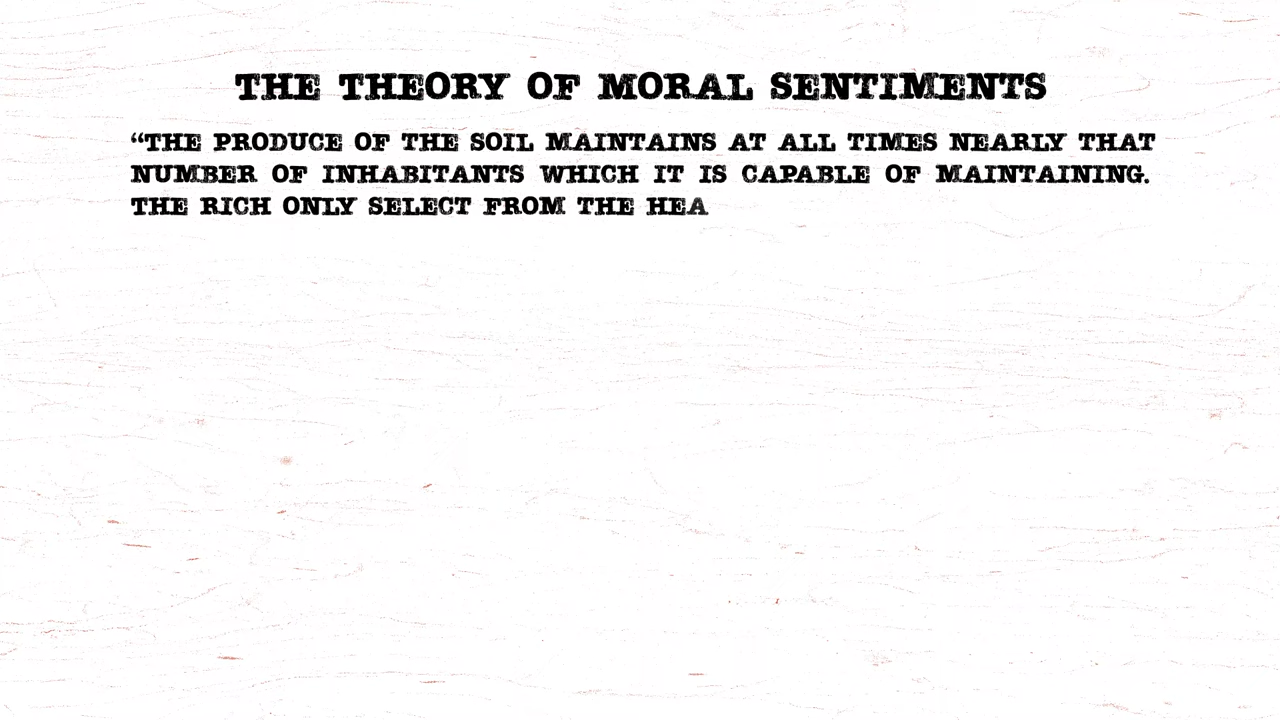 THE THEORY OF MORAL SENTIMENTS
“THE PRODUCE OF THE SOIL MAINTAINS AT ALL TIMES NEARLY THAT
NUMBER OF INHABITANTS WHICH IT IS CAPABLE OF MAINTAINING.
THE RICH ONLY SELECT FROM THE HEA